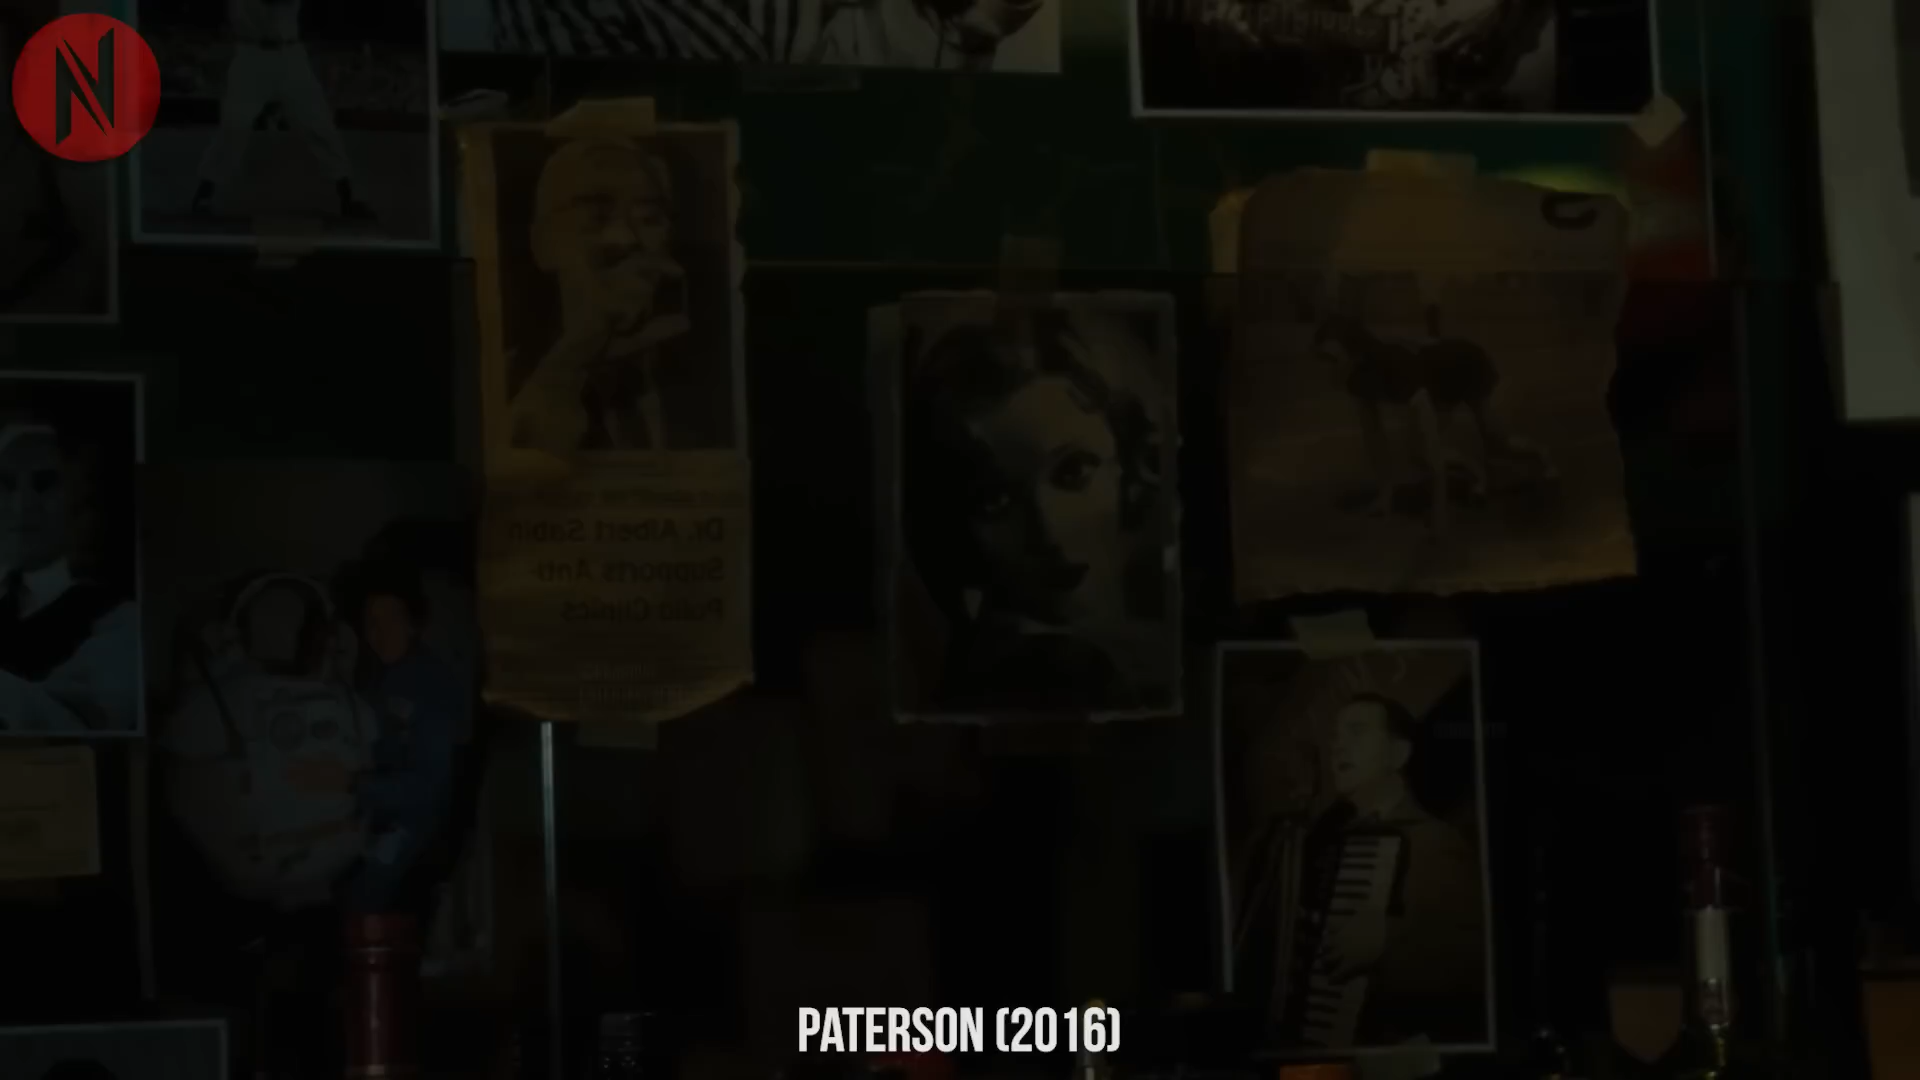 N
Dr. Albert Sabin
Supports Anti-
Polio Clinics
PATERSON (2016)